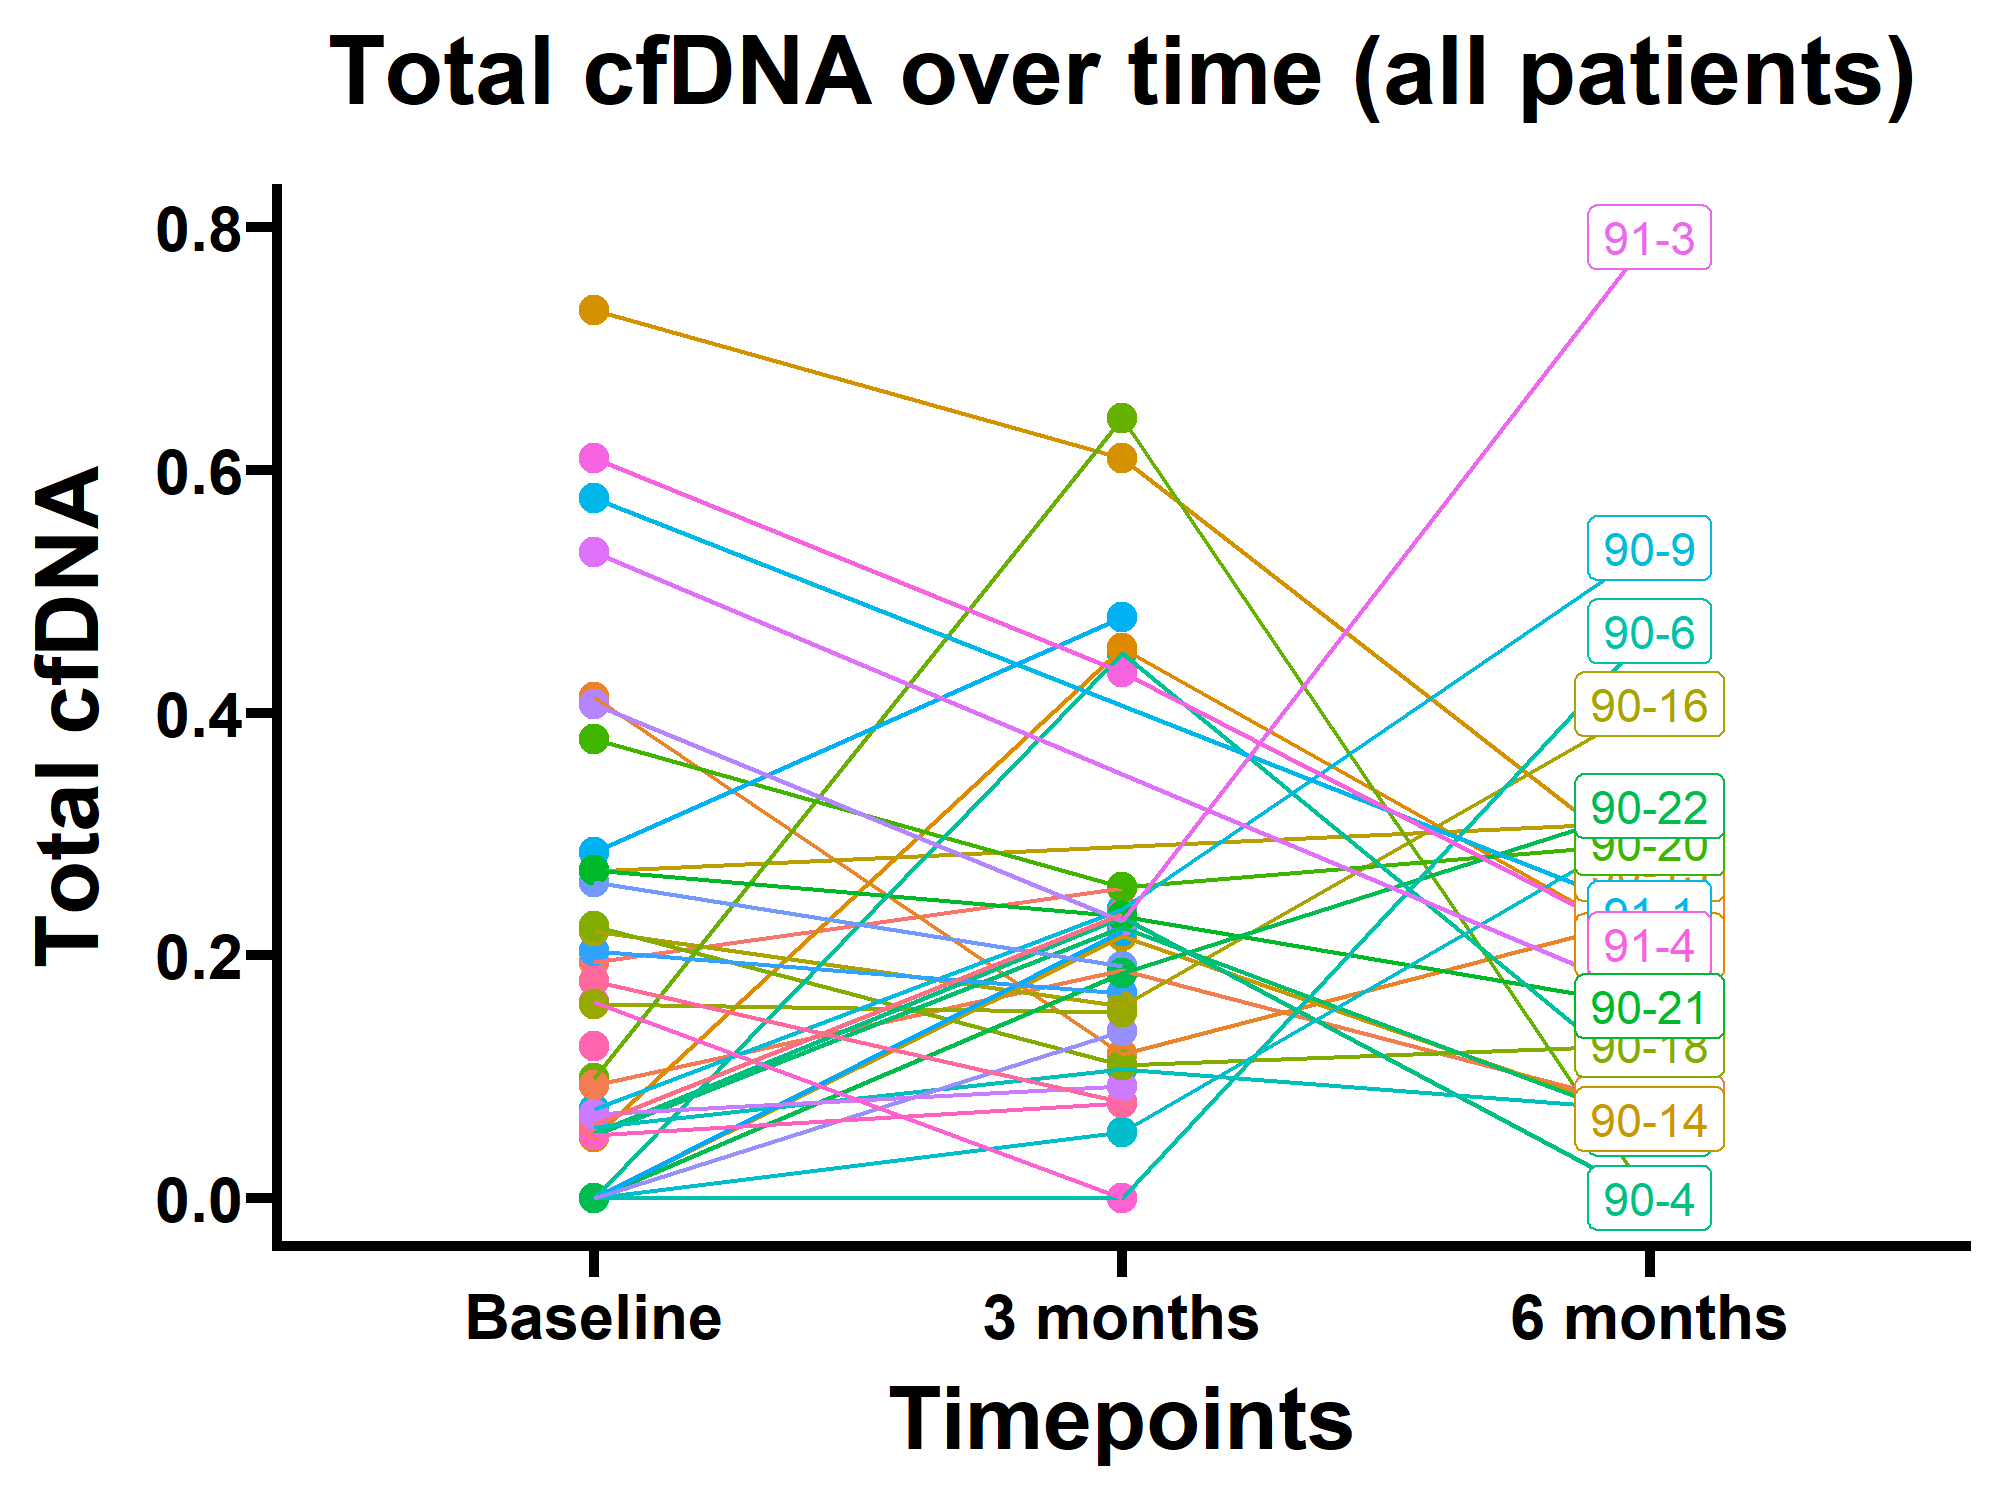 Total cfDNA over time (all patients)
Total cfDNA
0.8
0.6
0.4
0.2
0.0
91-3
90-9
90-6
90-16
90-22
90-20
91-1
91-4
90-21
90-18
90-14
90-4
Baseline
3 months
6 months
Timepoints